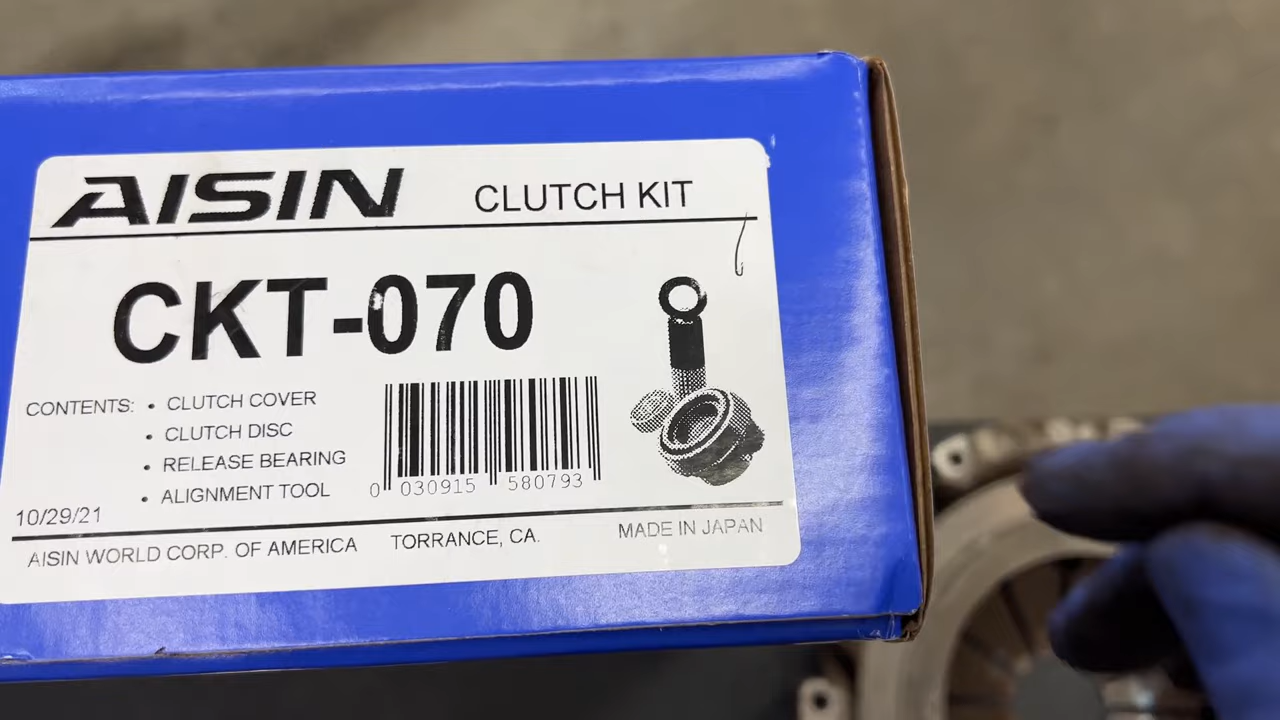 AISIN CLUTCH KIT
CKT-070
CONTENTS: • CLUTCH COVER
• CLUTCH DISC
• RELEASE BEARING
• ALIGNMENT TOOL
0 030915 580793
10/29/21
AISIN WORLD CORP. OF AMERICA TORRANCE, CA. MADE IN JAPAN